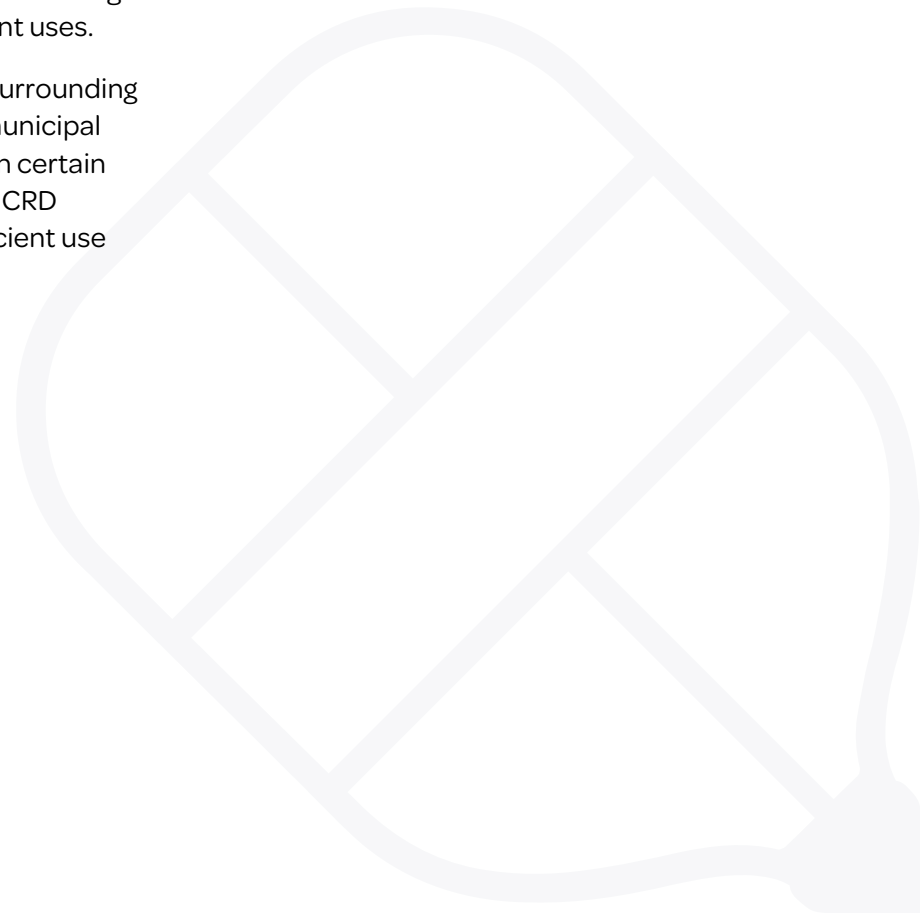 nt uses.
urrounding
unicipal
n certain
CRD
cient use